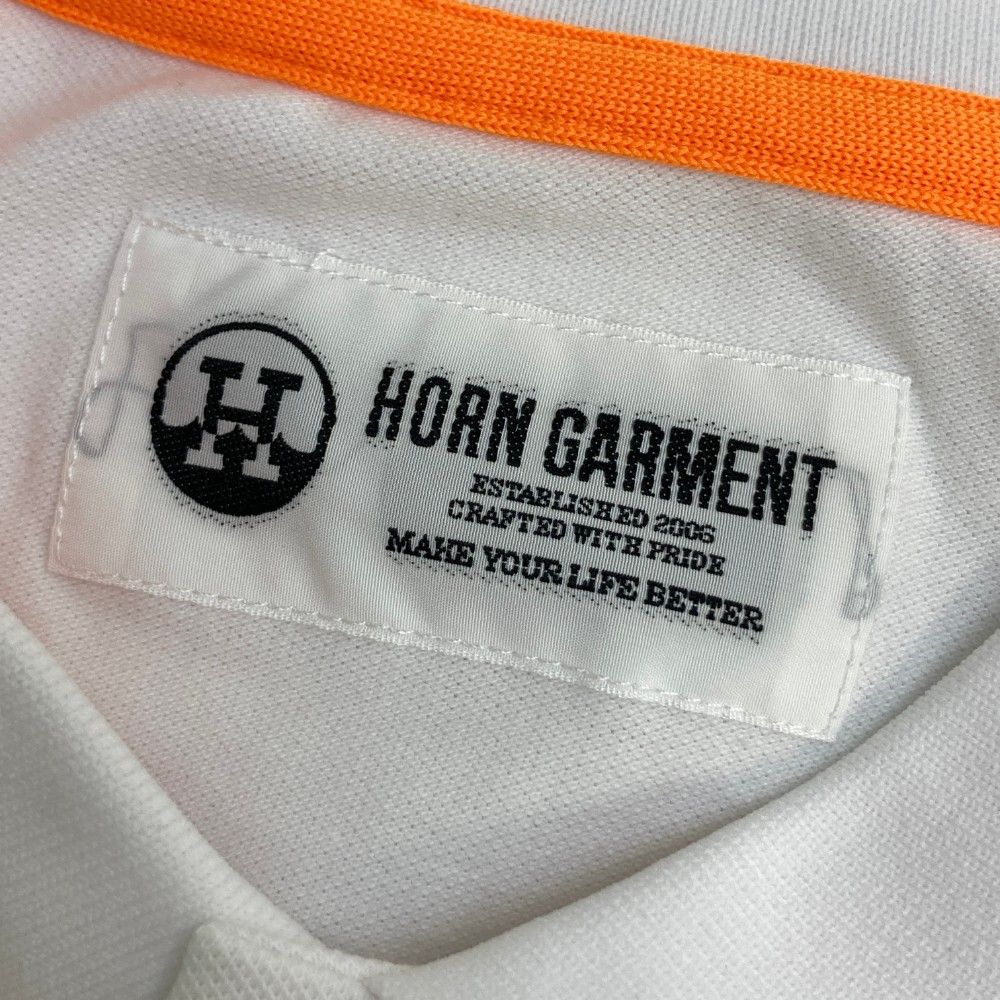 H
HORN GARMENT
ESTABLISHED 2006
CRAFTED WITH PRIDE
MAKE YOUR LIFE BETTER